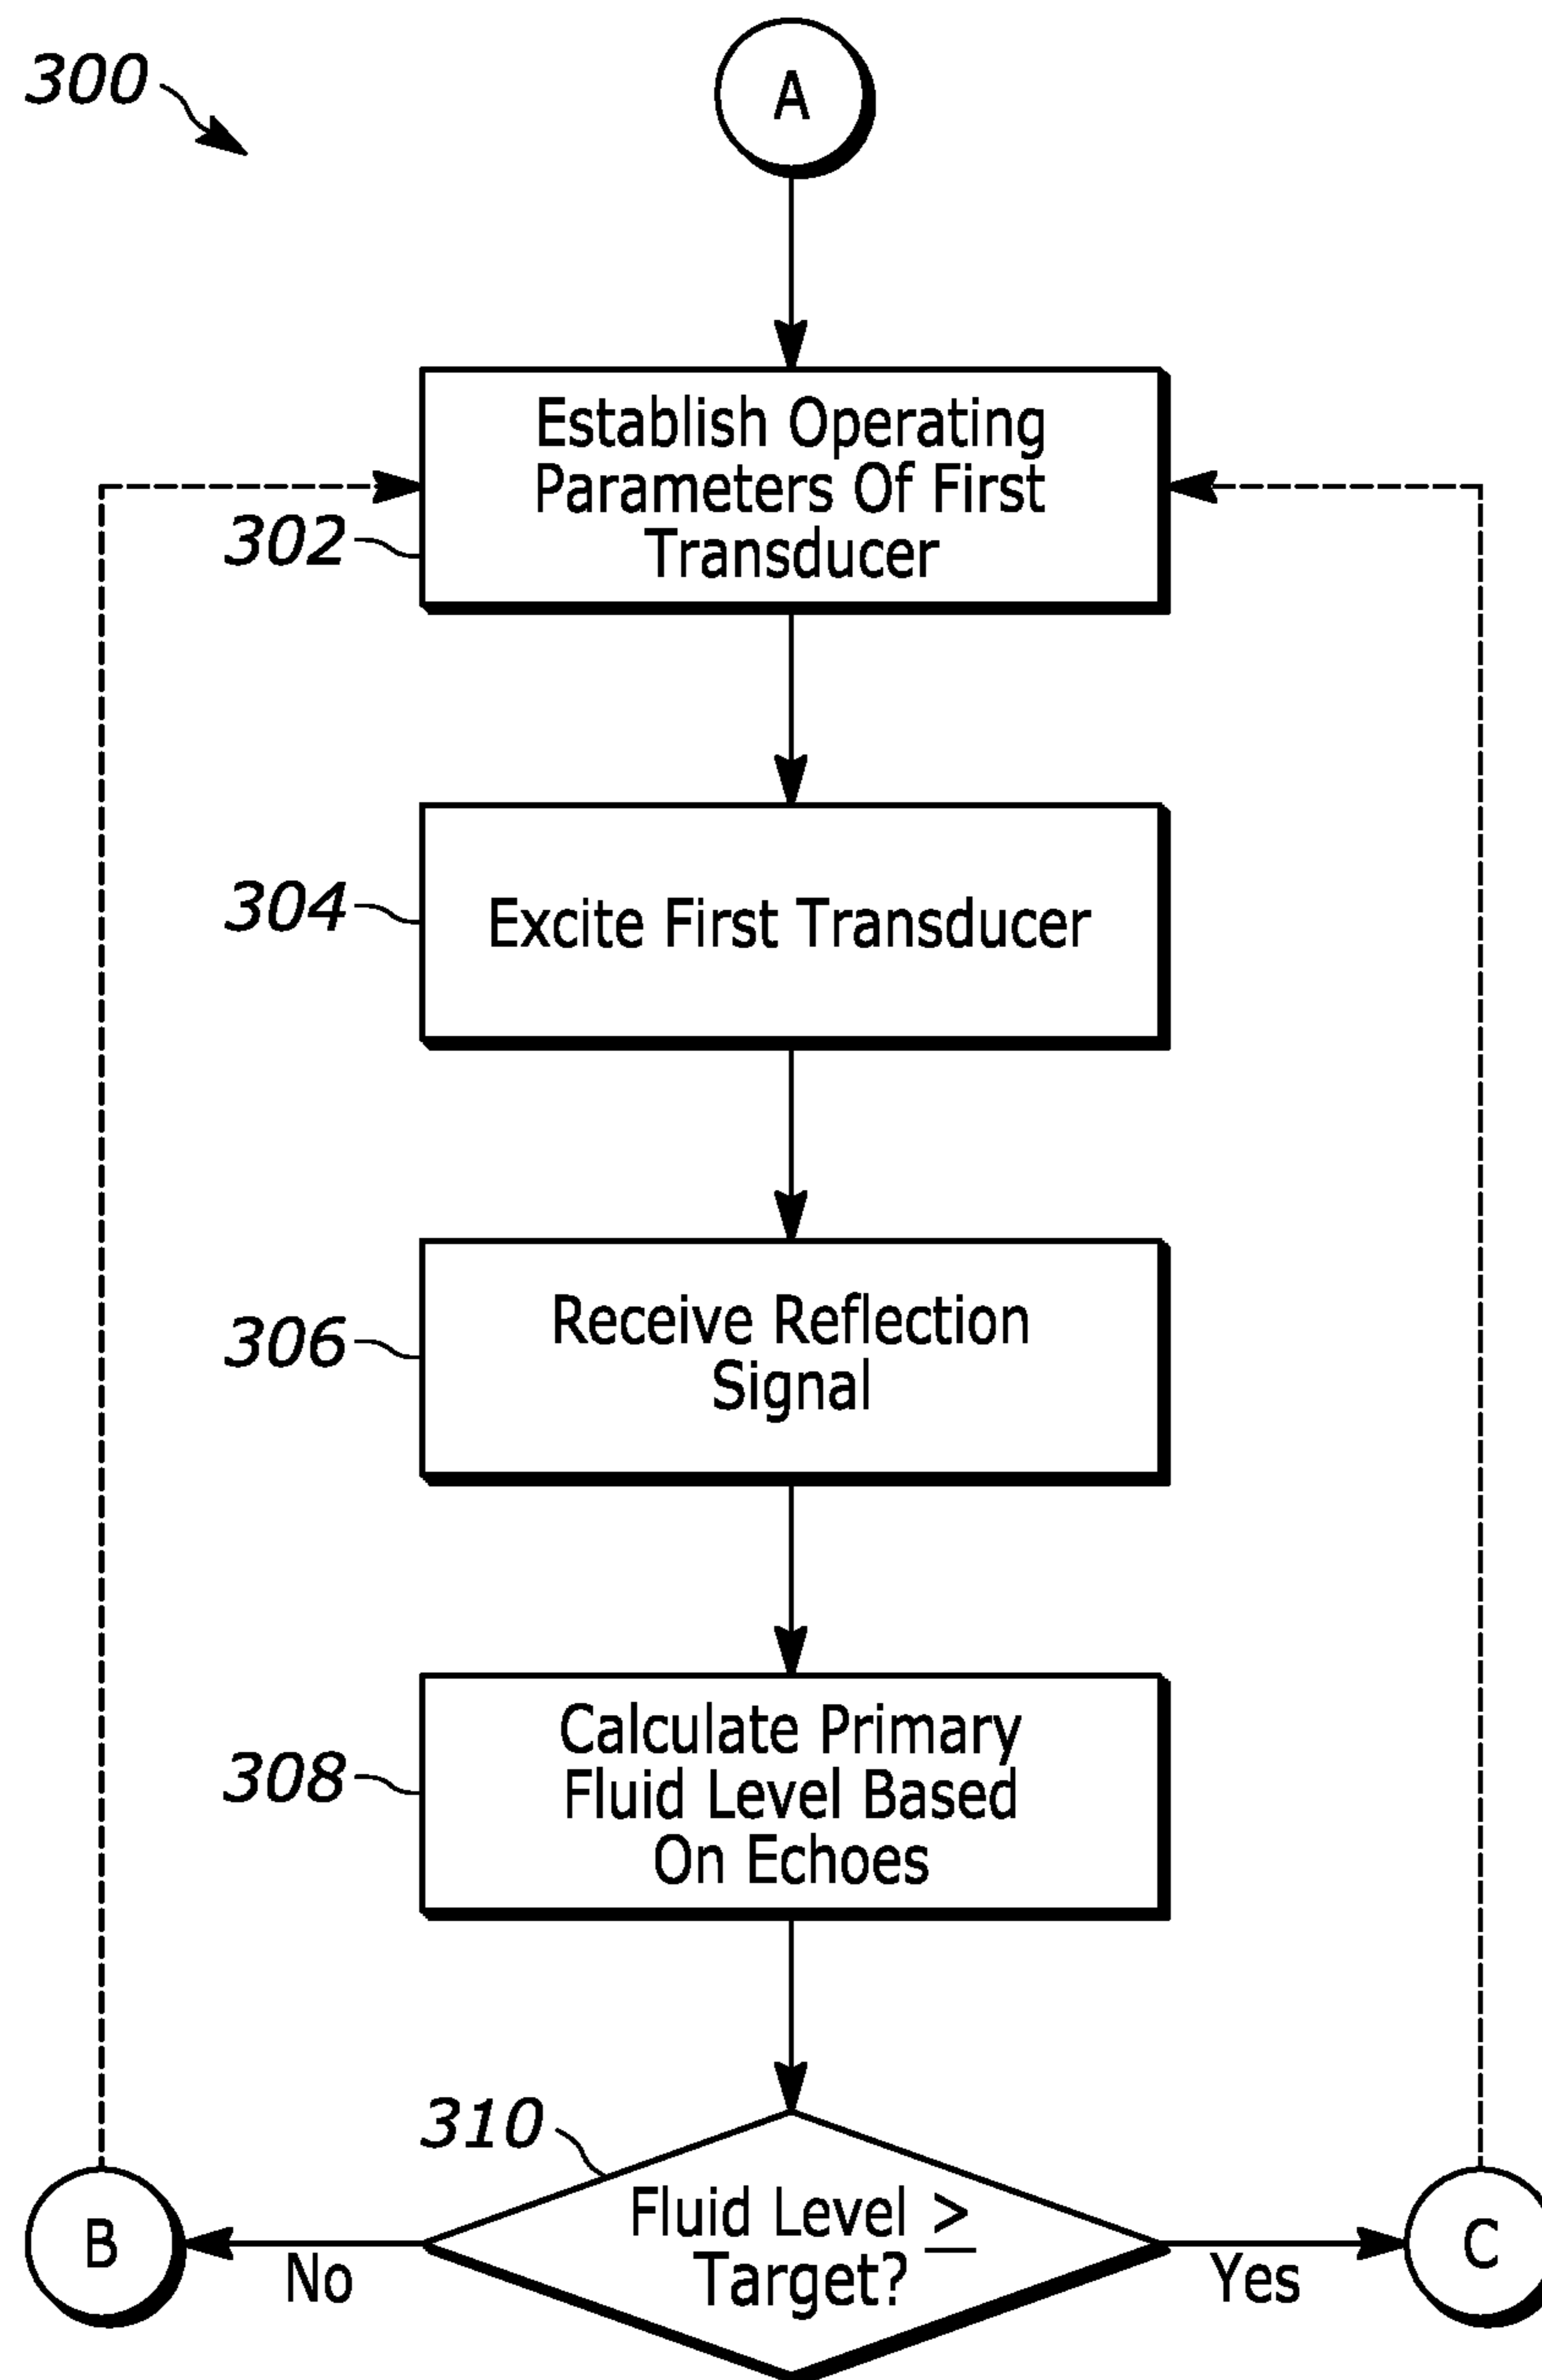 300
A
Establish Operating
Parameters Of First
Transducer
302
304
Excite First Transducer
306
Receive Reflection
Signal
308
Calculate Primary
Fluid Level Based
On Echoes
310
Fluid Level ≥
Target?
B
No
Yes
C